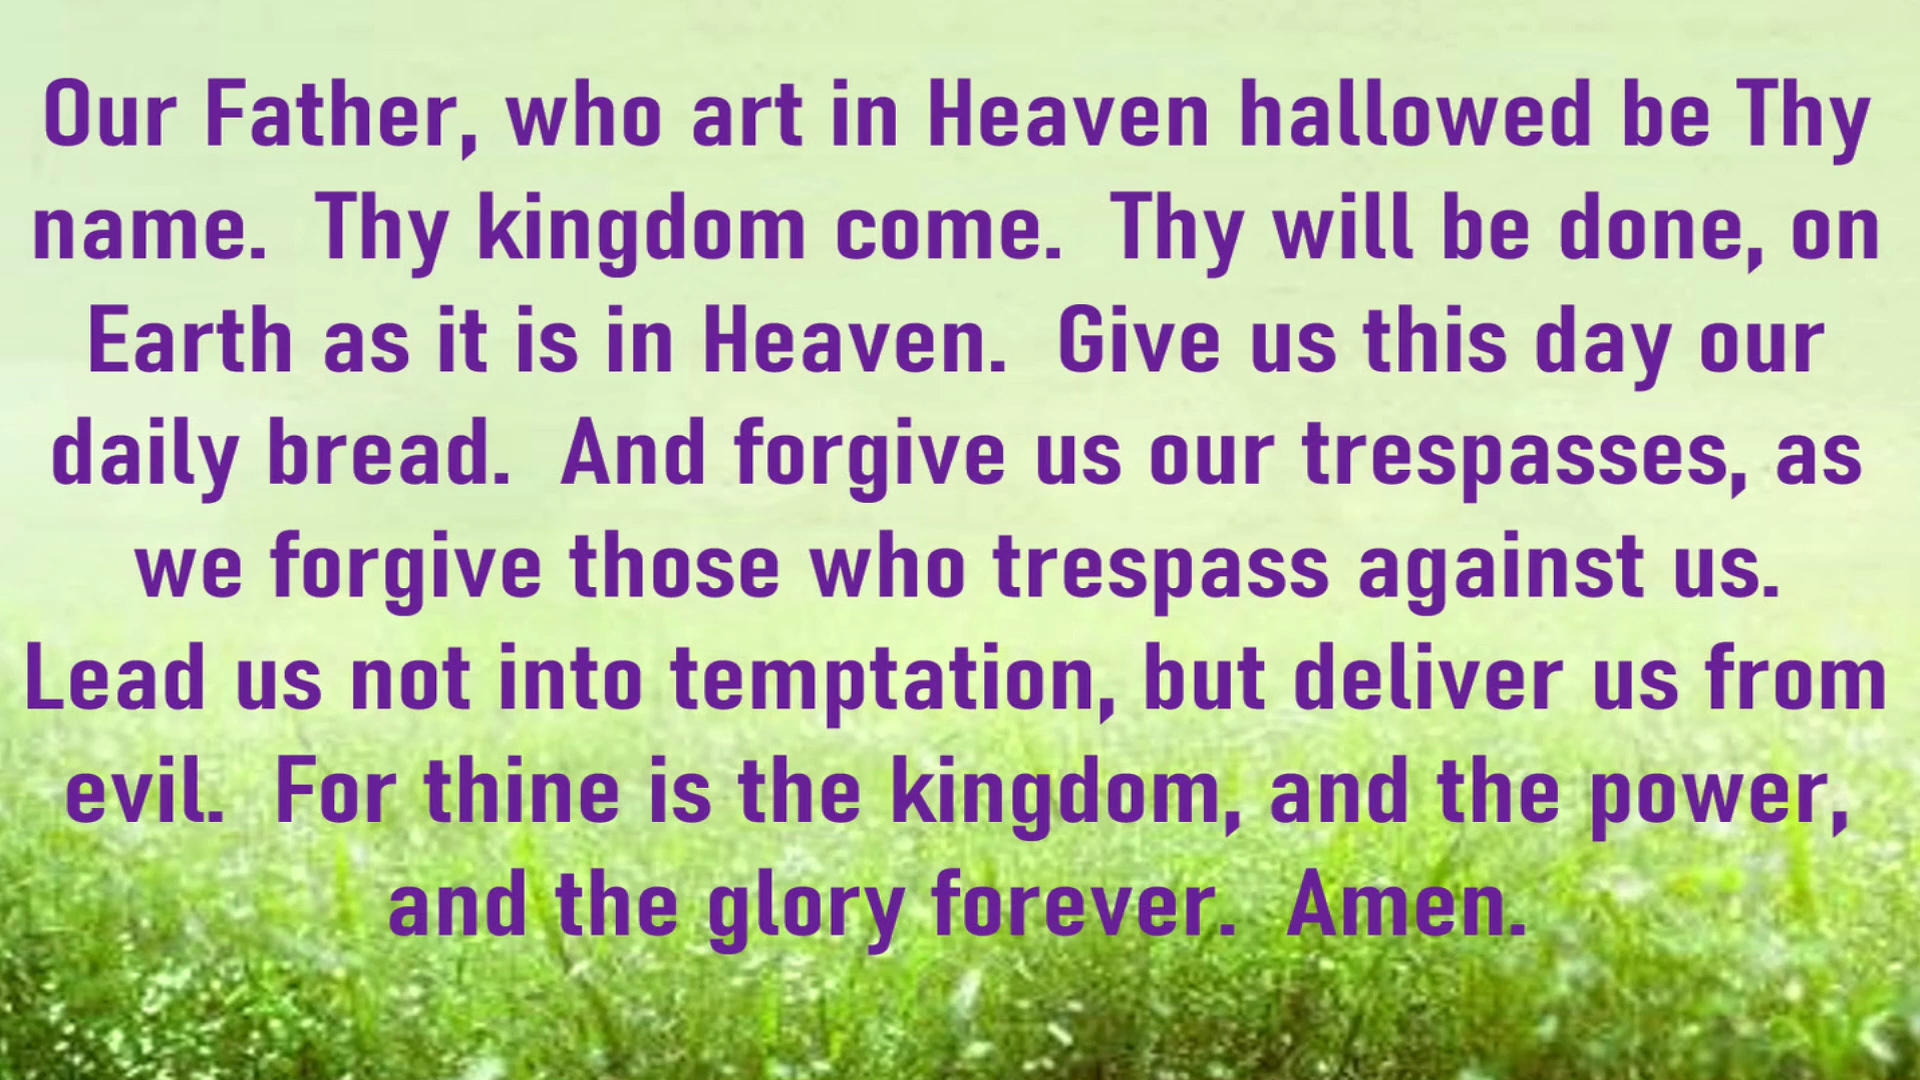 Our Father, who art in Heaven hallowed be Thy
name.  Thy kingdom come.  Thy will be done, on
Earth as it is in Heaven.  Give us this day our
daily bread.  And forgive us our trespasses, as
we forgive those who trespass against us.
Lead us not into temptation, but deliver us from
evil.  For thine is the kingdom, and the power,
and the glory forever.  Amen.